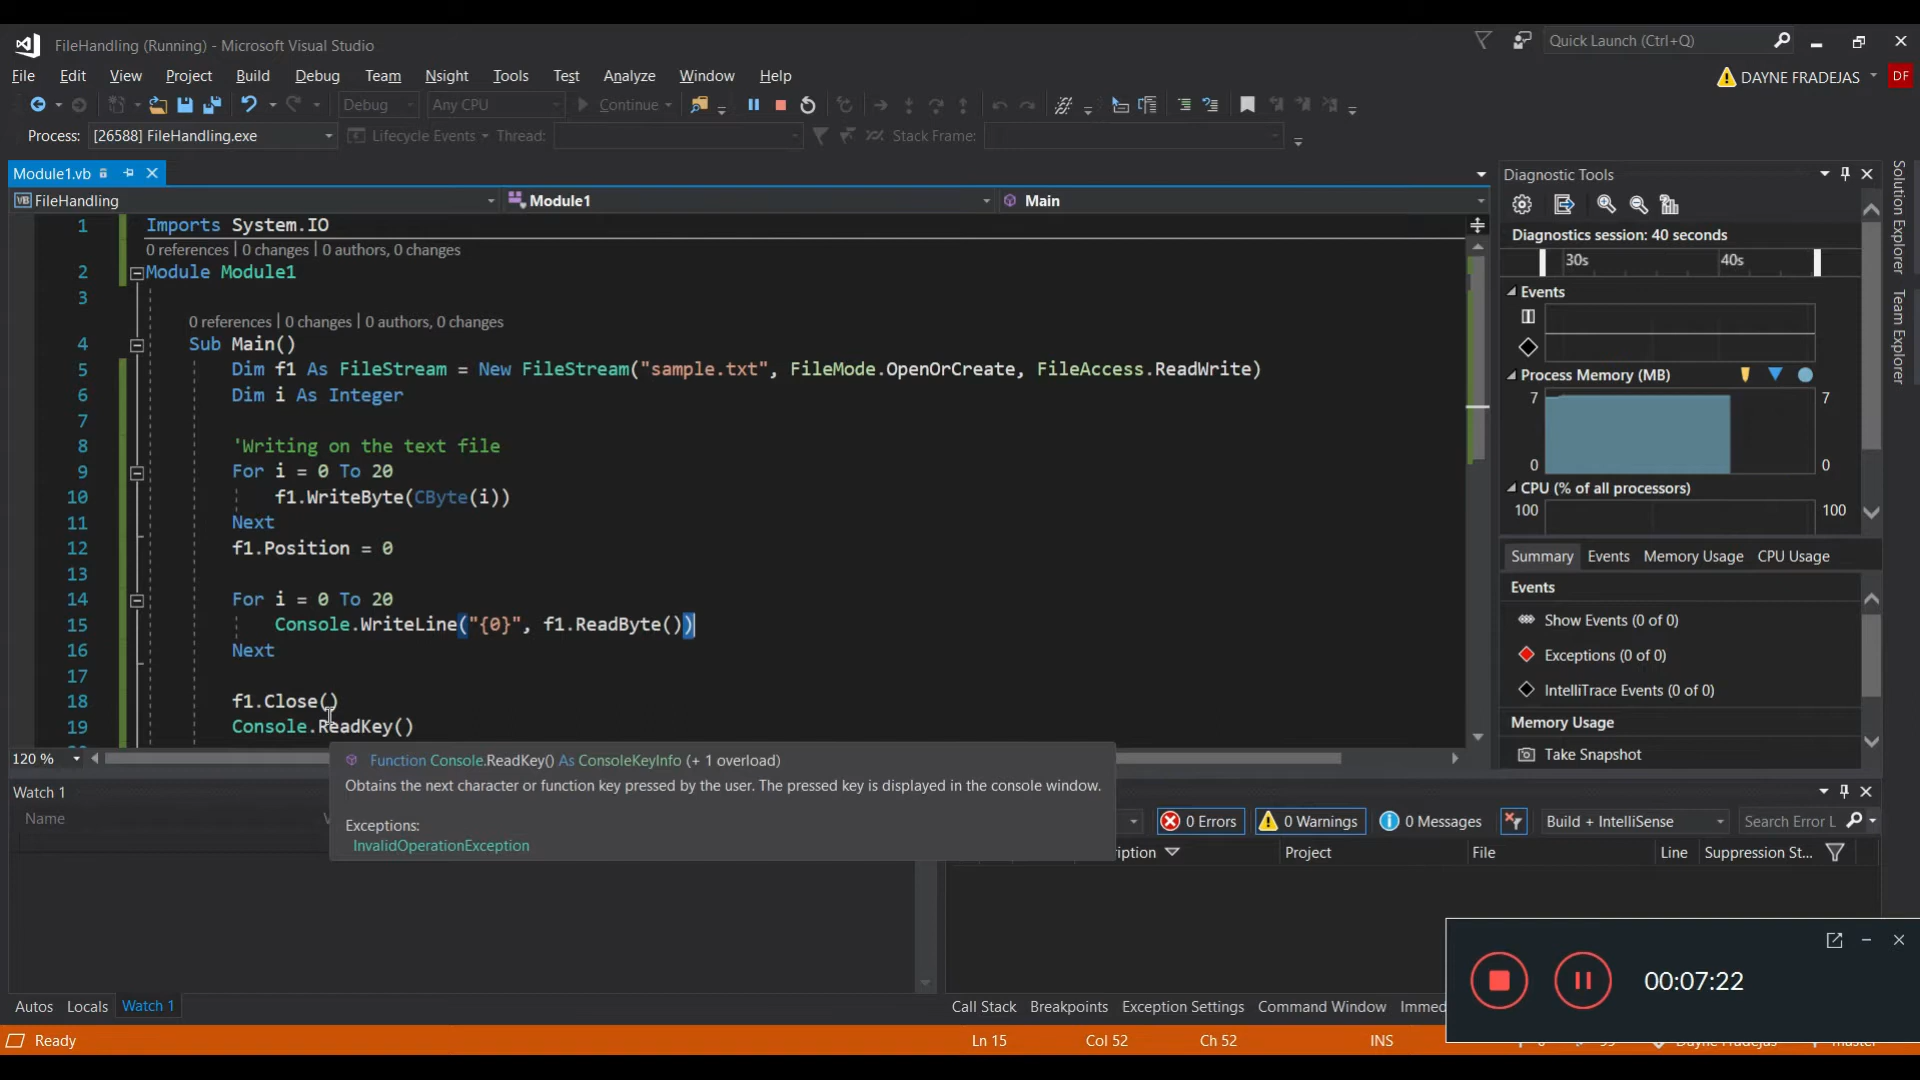 FileHandling (Running) - Microsoft Visual Studio
Quick Launch (Ctrl+Q)
File Edit View Project Build Debug Team Nsight Tools Test Analyze Window Help
DAYNE FRADEJAS DF
Debug Any CPU Continue
Process: [26588] FileHandling.exe Lifecycle Events Thread: Stack Frame:
Module1.vb
VB FileHandling Module1 Main
1 Imports System.IO
0 references | 0 changes | 0 authors, 0 changes
2 Module Module1
3
0 references | 0 changes | 0 authors, 0 changes
4 Sub Main()
5 Dim f1 As FileStream = New FileStream("sample.txt", FileMode.OpenOrCreate, FileAccess.ReadWrite)
6 Dim i As Integer
7
8 'Writing on the text file
9 For i = 0 To 20
10 f1.WriteByte(CByte(i))
11 Next
12 f1.Position = 0
13
14 For i = 0 To 20
15 Console.WriteLine("{0}", f1.ReadByte())
16 Next
17
18 f1.Close()
19 Console.ReadKey()
120 %
Function Console.ReadKey() As ConsoleKeyInfo (+ 1 overload)
Obtains the next character or function key pressed by the user. The pressed key is displayed in the console window.
Exceptions:
InvalidOperationException
Diagnostic Tools
Diagnostics session: 40 seconds
30s 40s
Events
Process Memory (MB)
7 7
0 0
CPU (% of all processors)
100 100
Summary Events Memory Usage CPU Usage
Events
Show Events (0 of 0)
Exceptions (0 of 0)
IntelliTrace Events (0 of 0)
Memory Usage
Take Snapshot
Solution Explorer
Team Explorer
Watch 1
Name
0 Errors 0 Warnings 0 Messages Build + IntelliSense Search Error L
iption Project File Line Suppression St...
00:07:22
Autos Locals Watch 1
Call Stack Breakpoints Exception Settings Command Window Immed
Ready Ln 15 Col 52 Ch 52 INS